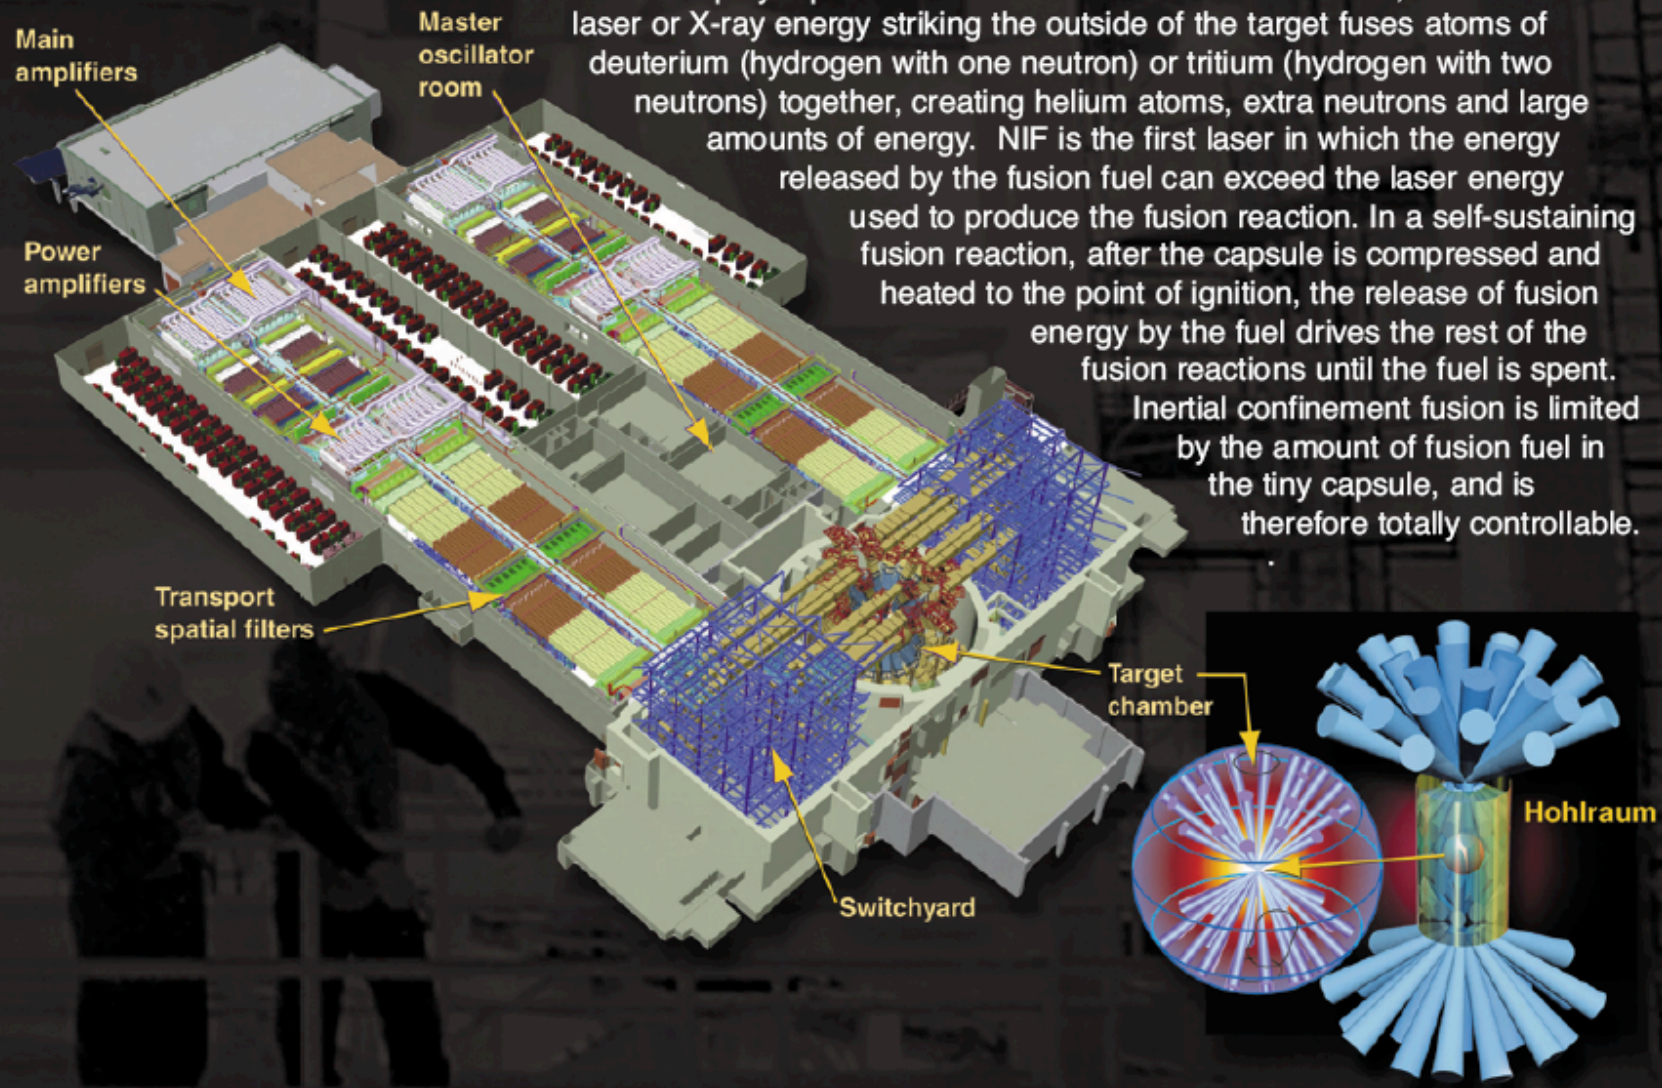 Main
amplifiers
Master
oscillator
room
Power
amplifiers
laser or X-ray energy striking the outside of the target fuses atoms of
deuterium (hydrogen with one neutron) or tritium (hydrogen with two
neutrons) together, creating helium atoms, extra neutrons and large
amounts of energy.  NIF is the first laser in which the energy
released by the fusion fuel can exceed the laser energy
used to produce the fusion reaction. In a self-sustaining
fusion reaction, after the capsule is compressed and
heated to the point of ignition, the release of fusion
energy by the fuel drives the rest of the
fusion reactions until the fuel is spent.
Inertial confinement fusion is limited
by the amount of fusion fuel in
the tiny capsule, and is
therefore totally controllable.
.
Transport
spatial filters
Target
chamber
Hohlraum
Switchyard